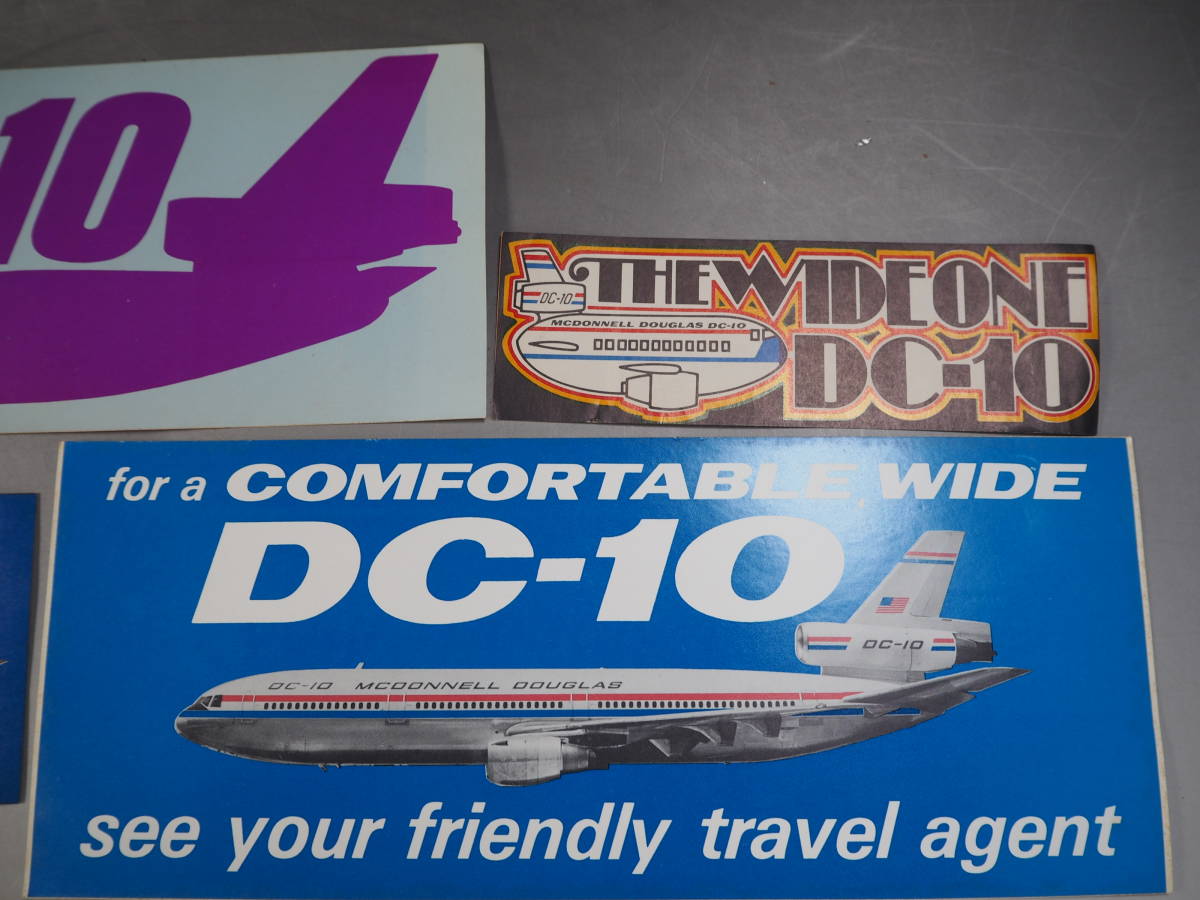 10
THE WIDE ONE
DC-10
DC-10
MCDONNELL DOUGLAS DC-10
for a COMFORTABLE, WIDE
DC-10
DC-10
DC-10 MCDONNELL DOUGLAS
see your friendly travel agent